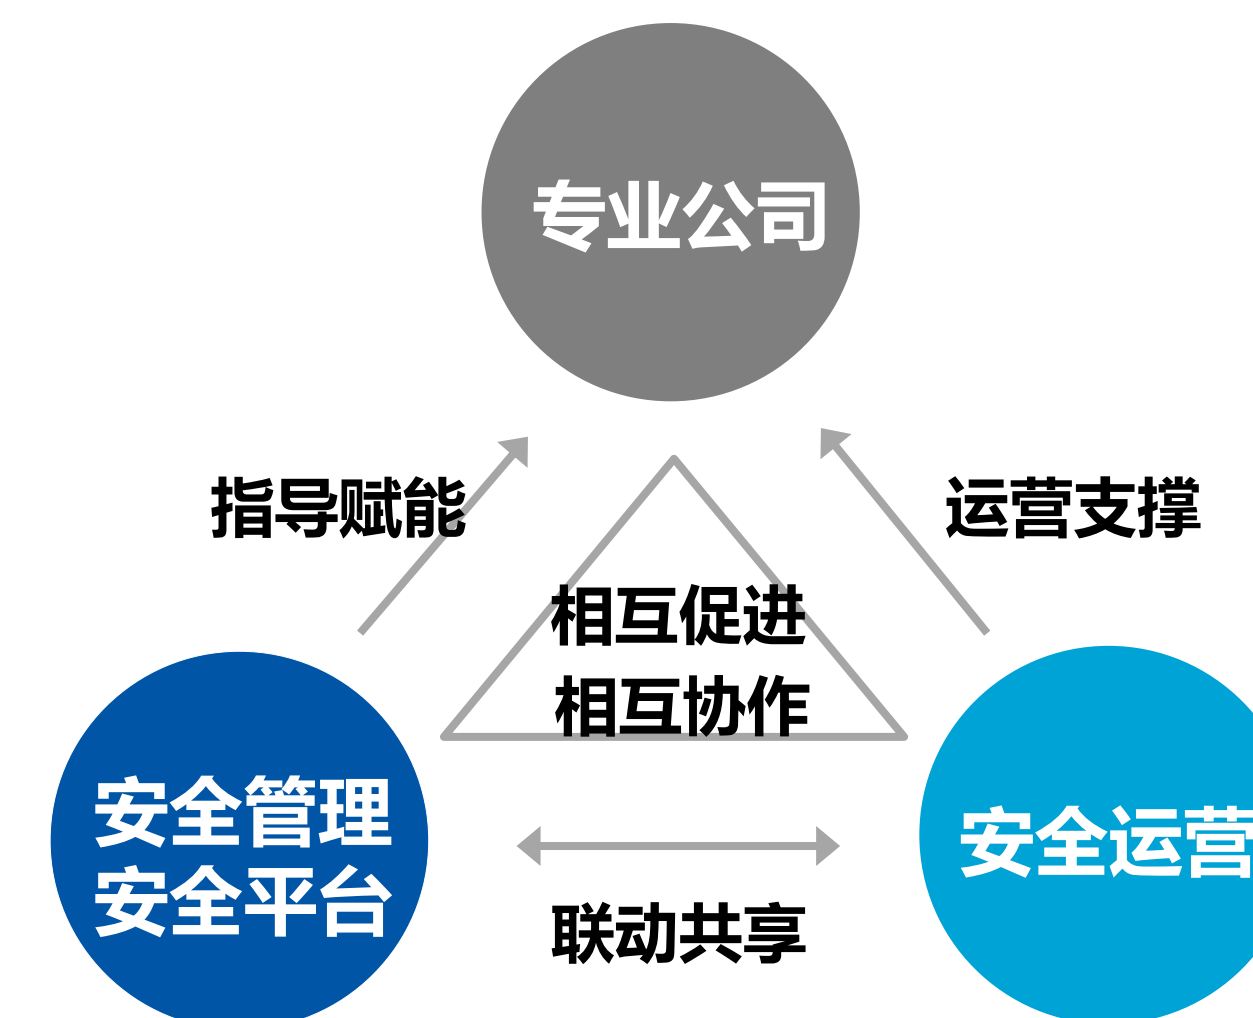 专业公司
指导赋能
运营支撑
相互促进
相互协作
安全管理
安全平台
安全运营
联动共享